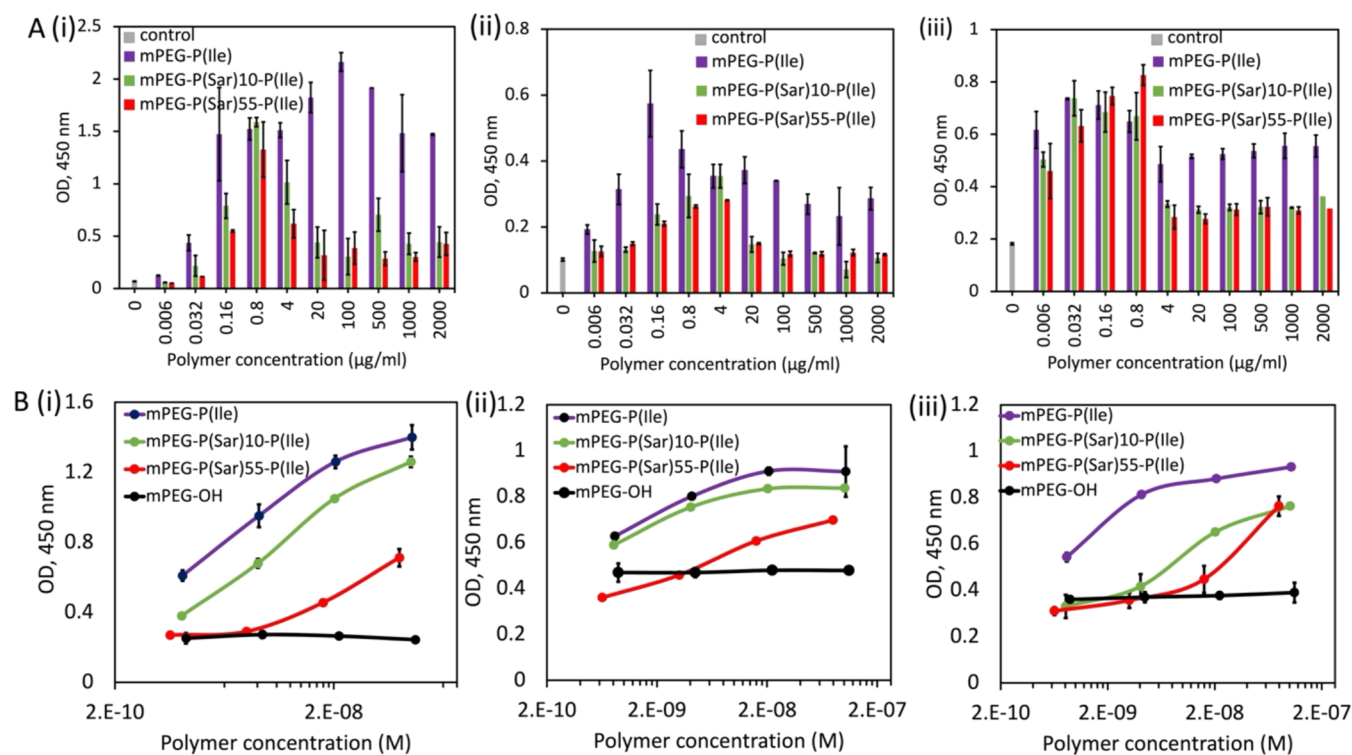 A (i)
2.5
2
1.5
1
0.5
0
OD, 450 nm
control
mPEG-P(Ile)
mPEG-P(Sar)10-P(Ile)
mPEG-P(Sar)55-P(Ile)
0 0.006 0.032 0.16 0.8 4 20 100 500 1000 2000
Polymer concentration (µg/ml)
(ii)
0.8
0.6
0.4
0.2
0
OD, 450 nm
control
mPEG-P(Ile)
mPEG-P(Sar)10-P(Ile)
mPEG-P(Sar)55-P(Ile)
0 0.006 0.032 0.16 0.8 4 20 100 500 1000 2000
Polymer concentration (µg/ml)
(iii)
1
0.8
0.6
0.4
0.2
0
OD, 450 nm
control
mPEG-P(Ile)
mPEG-P(Sar)10-P(Ile)
mPEG-P(Sar)55-P(Ile)
0 0.006 0.032 0.16 0.8 4 20 100 500 1000 2000
Polymer concentration (µg/ml)
B (i)
1.6
1.2
0.8
0.4
0
OD, 450 nm
mPEG-P(Ile)
mPEG-P(Sar)10-P(Ile)
mPEG-P(Sar)55-P(Ile)
mPEG-OH
2.E-10 2.E-08
Polymer concentration (M)
(ii)
1.2
1
0.8
0.6
0.4
0.2
0
OD, 450 nm
mPEG-P(Ile)
mPEG-P(Sar)10-P(Ile)
mPEG-P(Sar)55-P(Ile)
mPEG-OH
2.E-10 2.E-09 2.E-08 2.E-07
Polymer concentration (M)
(iii)
1.2
1
0.8
0.6
0.4
0.2
0
OD, 450 nm
mPEG-P(Ile)
mPEG-P(Sar)10-P(Ile)
mPEG-P(Sar)55-P(Ile)
mPEG-OH
2.E-10 2.E-09 2.E-08 2.E-07
Polymer concentration (M)